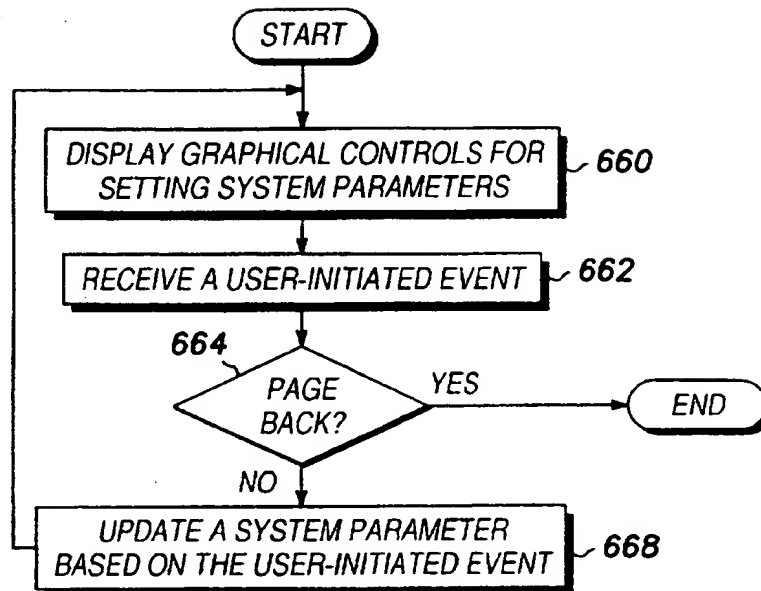 START
DISPLAY GRAPHICAL CONTROLS FOR
SETTING SYSTEM PARAMETERS
660
RECEIVE A USER-INITIATED EVENT
662
664
PAGE
BACK?
YES
END
NO
UPDATE A SYSTEM PARAMETER
BASED ON THE USER-INITIATED EVENT
668